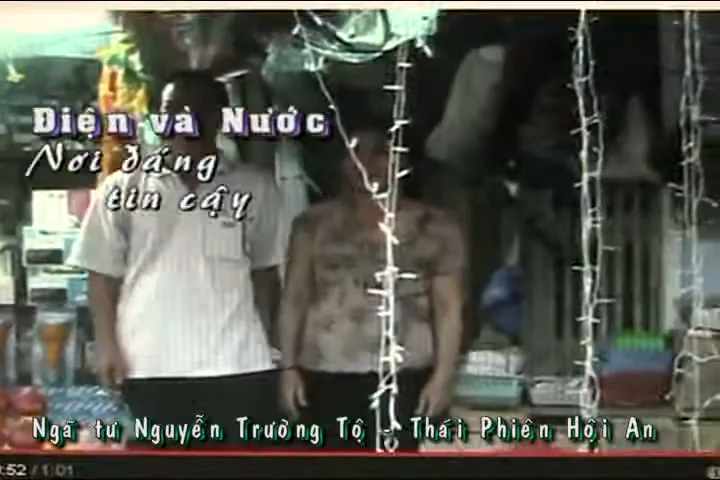 Điện và Nước
Nơi đáng
tin cậy
Ngã tư Nguyễn Trường Tộ - Thái Phiên Hội An
:52 / 1:01